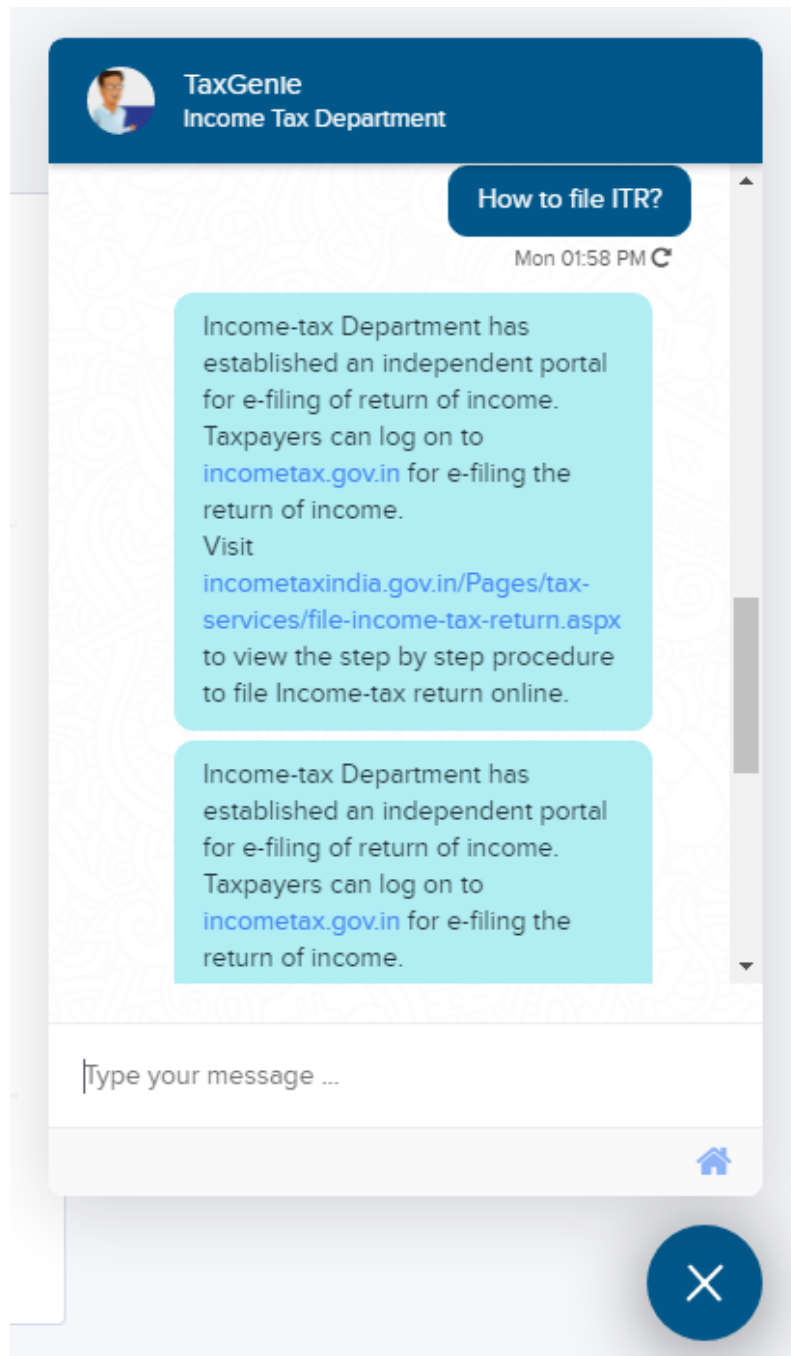 TaxGenie
Income Tax Department
How to file ITR?
Mon 01:58 PM
Income-tax Department has
established an independent portal
for e-filing of return of income.
Taxpayers can log on to
incometax.gov.in for e-filing the
return of income.
Visit
incometaxindia.gov.in/Pages/tax-
services/file-income-tax-return.aspx
to view the step by step procedure
to file Income-tax return online.
Income-tax Department has
established an independent portal
for e-filing of return of income.
Taxpayers can log on to
incometax.gov.in for e-filing the
return of income.
Type your message ...